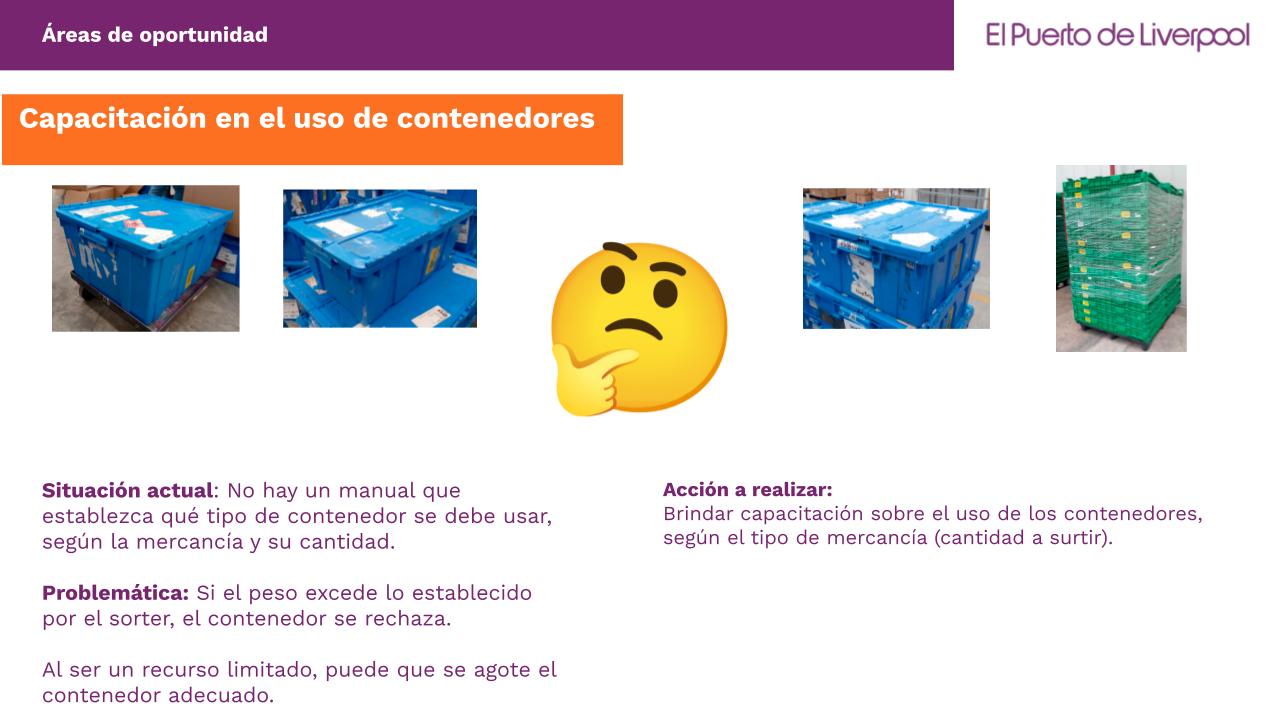 Áreas de oportunidad
El Puerto de Liverpool
Capacitación en el uso de contenedores
Situación actual: No hay un manual que
establezca qué tipo de contenedor se debe usar,
según la mercancía y su cantidad.
Problemática: Si el peso excede lo establecido
por el sorter, el contenedor se rechaza.
Al ser un recurso limitado, puede que se agote el
contenedor adecuado.
Acción a realizar:
Brindar capacitación sobre el uso de los contenedores,
según el tipo de mercancía (cantidad a surtir).